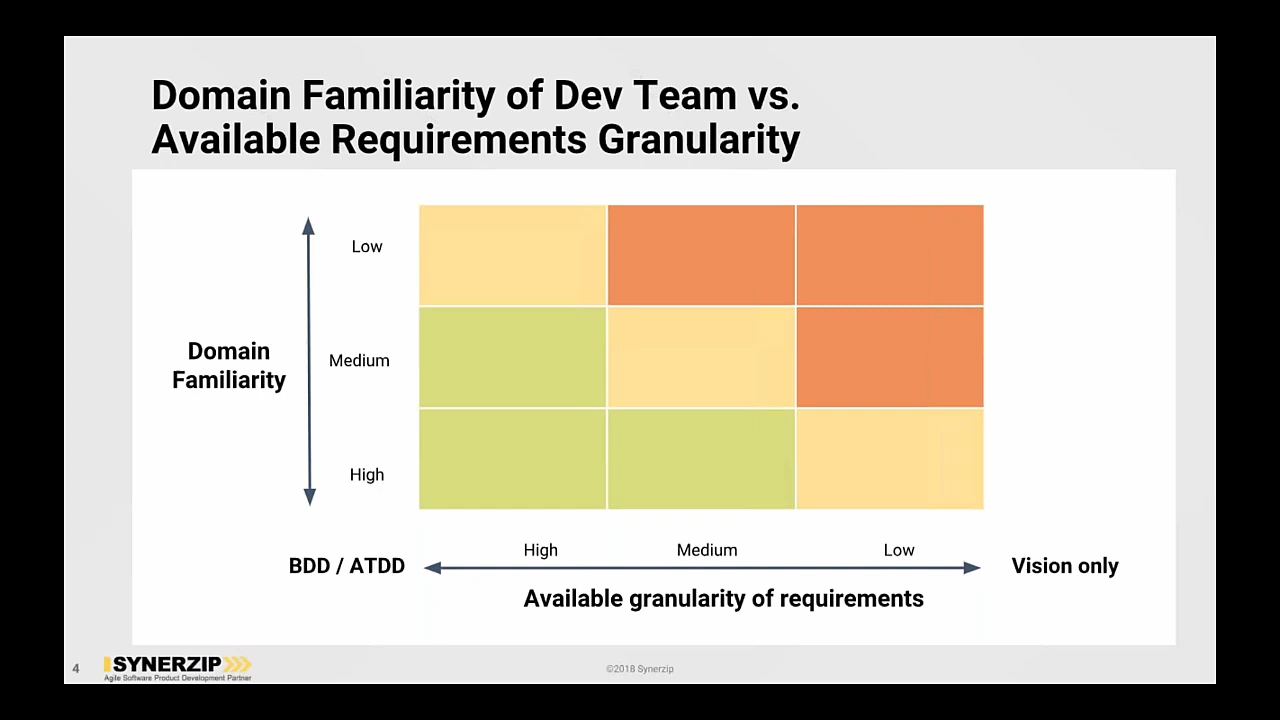 Domain Familiarity of Dev Team vs.
Available Requirements Granularity
Low
Domain
Familiarity
Medium
High
High
Medium
Low
BDD / ATDD
Vision only
Available granularity of requirements
4
SYNERZIP
Agile Software Product Development Partner
©2018 Synerzip